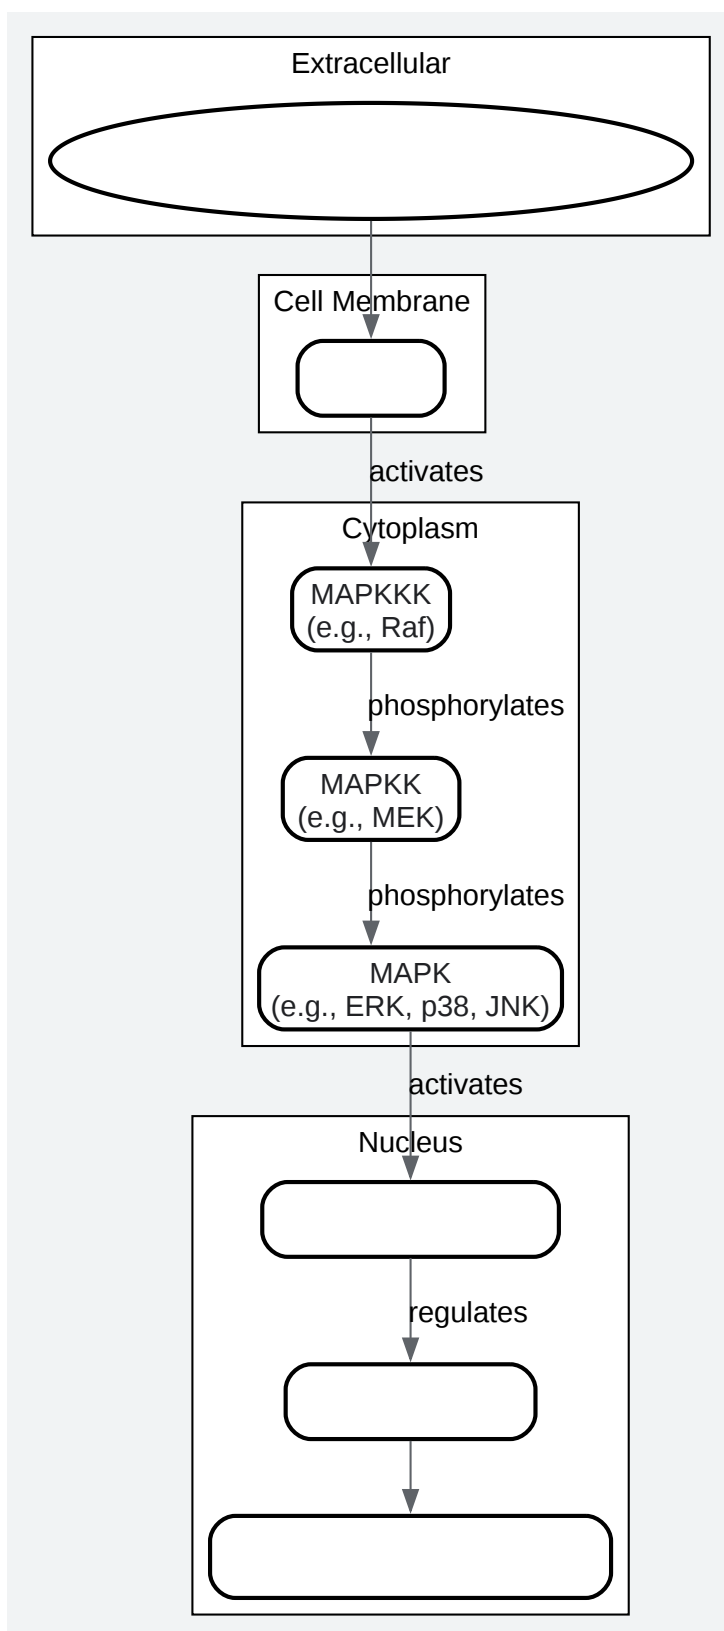 Extracellular
Cell Membrane
activates
Cytoplasm
MAPKKK
(e.g., Raf)
phosphorylates
MAPKK
(e.g., MEK)
phosphorylates
MAPK
(e.g., ERK, p38, JNK)
activates
Nucleus
regulates